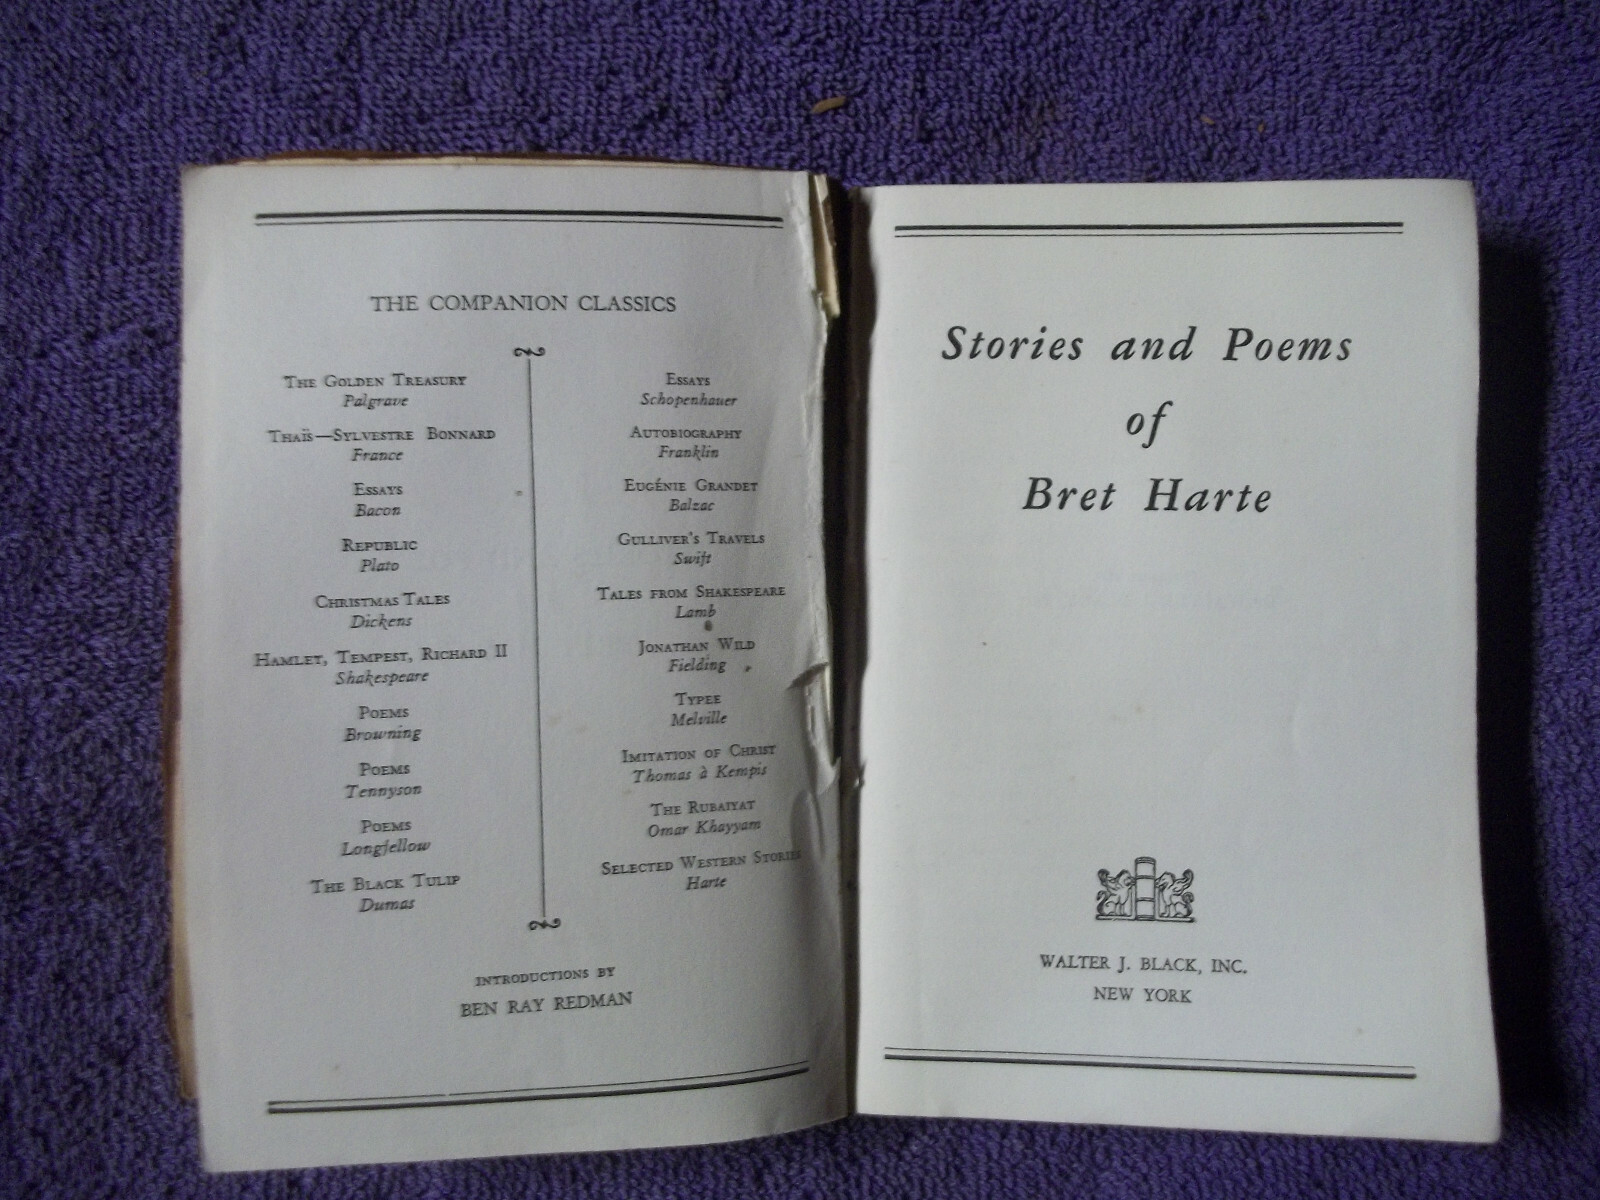 THE COMPANION CLASSICS
THE GOLDEN TREASURY
Palgrave
THAÏS—SYLVESTRE BONNARD
France
ESSAYS
Bacon
REPUBLIC
Plato
CHRISTMAS TALES
Dickens
HAMLET, TEMPEST, RICHARD II
Shakespeare
POEMS
Browning
POEMS
Tennyson
POEMS
Longfellow
THE BLACK TULIP
Dumas
ESSAYS
Schopenhauer
AUTOBIOGRAPHY
Franklin
EUGÉNIE GRANDET
Balzac
GULLIVER'S TRAVELS
Swift
TALES FROM SHAKESPEARE
Lamb
JONATHAN WILD
Fielding
TYPEE
Melville
IMITATION OF CHRIST
Thomas à Kempis
THE RUBAIYAT
Omar Khayyam
SELECTED WESTERN STORIES
Harte
INTRODUCTIONS BY
BEN RAY REDMAN
Stories and Poems
of
Bret Harte
WALTER J. BLACK, INC.
NEW YORK